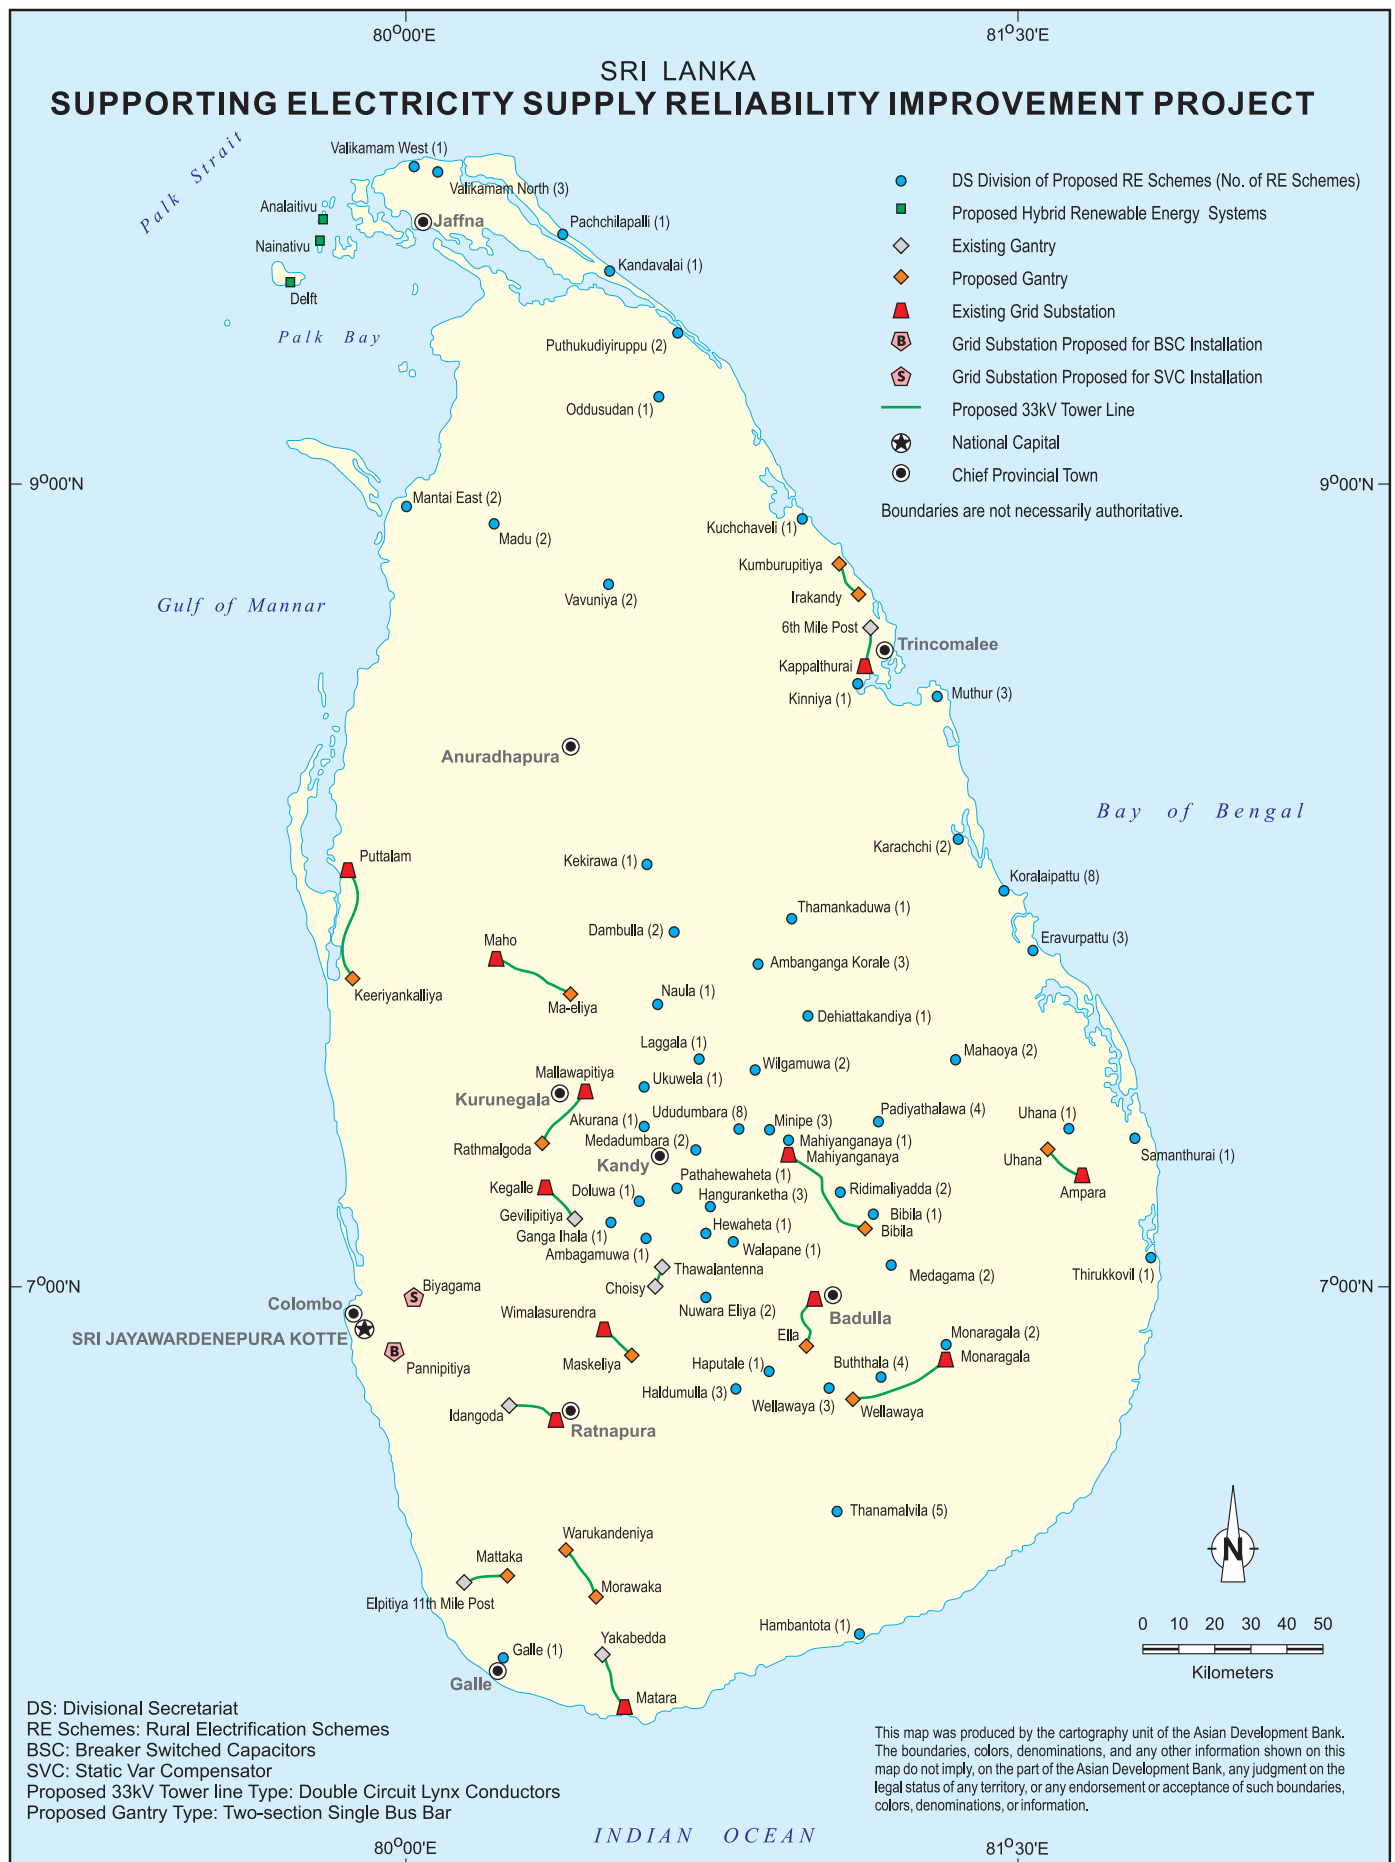 80°00'E
81°30'E
SRI LANKA
SUPPORTING ELECTRICITY SUPPLY RELIABILITY IMPROVEMENT PROJECT
Palk Strait
Valikamam West (1)
Valikamam North (3)
Analaitivu
Jaffna
Pachchilapalli (1)
Nainativu
Kandavalai (1)
Delft
Palk Bay
Puthukudiyiruppu (2)
Oddusudan (1)
DS Division of Proposed RE Schemes (No. of RE Schemes)
Proposed Hybrid Renewable Energy Systems
Existing Gantry
Proposed Gantry
Existing Grid Substation
B
Grid Substation Proposed for BSC Installation
S
Grid Substation Proposed for SVC Installation
Proposed 33kV Tower Line
National Capital
Chief Provincial Town
Boundaries are not necessarily authoritative.
9°00'N
9°00'N
Mantai East (2)
Madu (2)
Kuchchaveli (1)
Kumburupitiya
Vavuniya (2)
Irakandy
Gulf of Mannar
6th Mile Post
Trincomalee
Kappalthurai
Kinniya (1)
Muthur (3)
Anuradhapura
Bay of Bengal
Karachchi (2)
Puttalam
Kekirawa (1)
Koralaipattu (8)
Thamankaduwa (1)
Dambulla (2)
Maho
Eravurpattu (3)
Ambanganga Korale (3)
Keeriyankalliya
Ma-eliya
Naula (1)
Dehiattakandiya (1)
Laggala (1)
Wilgamuwa (2)
Mahaoya (2)
Mallawapitiya
Ukuwela (1)
Kurunegala
Akurana (1)
Ududumbara (8)
Minipe (3)
Padiyathalawa (4)
Uhana (1)
Rathmalgoda
Medadumbara (2)
Mahiyanganaya (1)
Mahiyanganaya
Samanthurai (1)
Kandy
Uhana
Pathahewaheta (1)
Kegalle
Doluwa (1)
Hanguranketha (3)
Ridimaliyadda (2)
Ampara
Gevilipitiya
Bibila (1)
Ganga Ihala (1)
Hewaheta (1)
Bibila
Ambagamuwa (1)
Walapane (1)
Thawalantenna
Medagama (2)
Thirukkovil (1)
7°00'N
7°00'N
Biyagama
S
Choisy
Colombo
Wimalasurendra
Nuwara Eliya (2)
Badulla
SRI JAYAWARDENEPURA KOTTE
Ella
Monaragala (2)
B
Pannipitiya
Maskeliya
Haputale (1)
Buththala (4)
Monaragala
Haldumulla (3)
Wellawaya (3)
Wellawaya
Idangoda
Ratnapura
Thanamalvila (5)
Warukandeniya
Mattaka
N
Morawaka
Elpitiya 11th Mile Post
Hambantota (1)
Yakabedda
Galle (1)
Galle
Matara
0 10 20 30 40 50
Kilometers
DS: Divisional Secretariat
RE Schemes: Rural Electrification Schemes
BSC: Breaker Switched Capacitors
SVC: Static Var Compensator
Proposed 33kV Tower line Type: Double Circuit Lynx Conductors
Proposed Gantry Type: Two-section Single Bus Bar
This map was produced by the cartography unit of the Asian Development Bank.
The boundaries, colors, denominations, and any other information shown on this
map do not imply, on the part of the Asian Development Bank, any judgment on the
legal status of any territory, or any endorsement or acceptance of such boundaries,
colors, denominations, or information.
INDIAN OCEAN
80°00'E
81°30'E